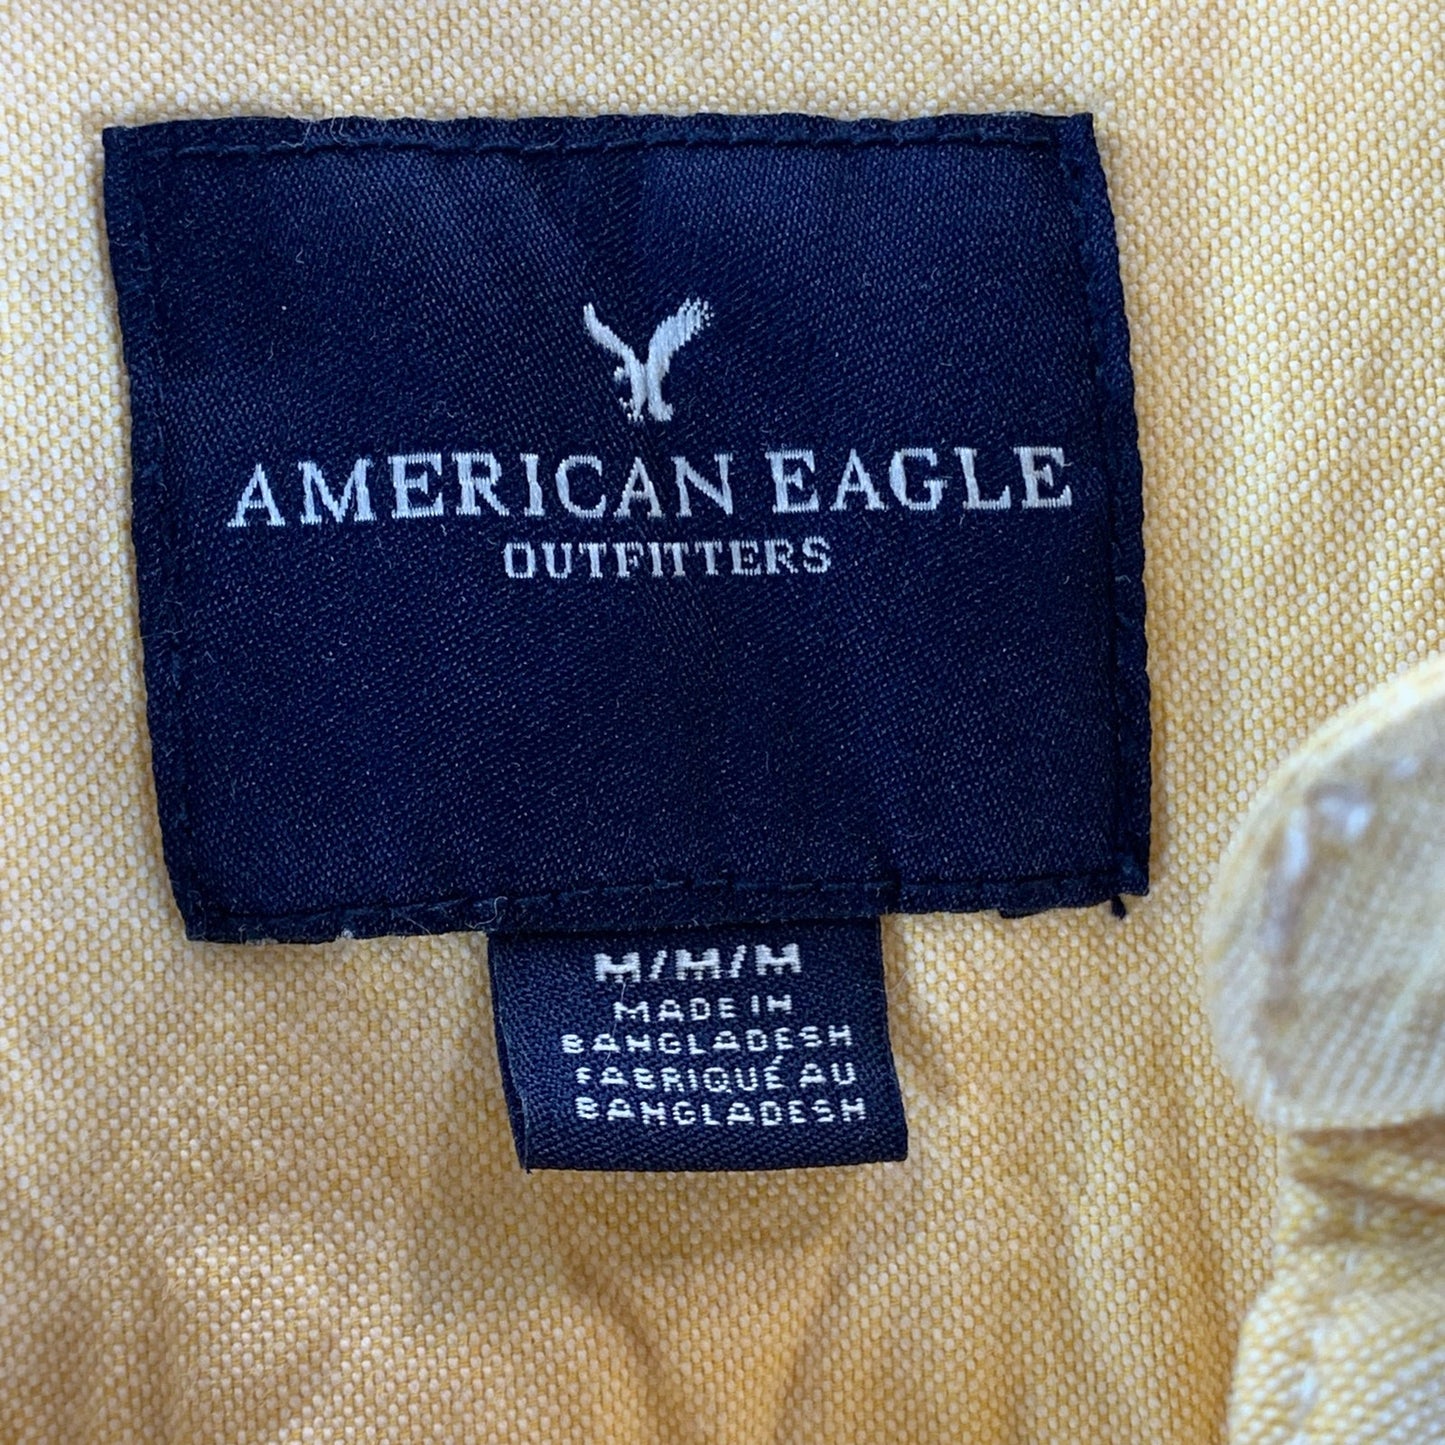 AMERICAN EAGLE
OUTFITTERS
M/M/M
MADE IN
BANGLADESH
FABRIQUÉ AU
BANGLADESH